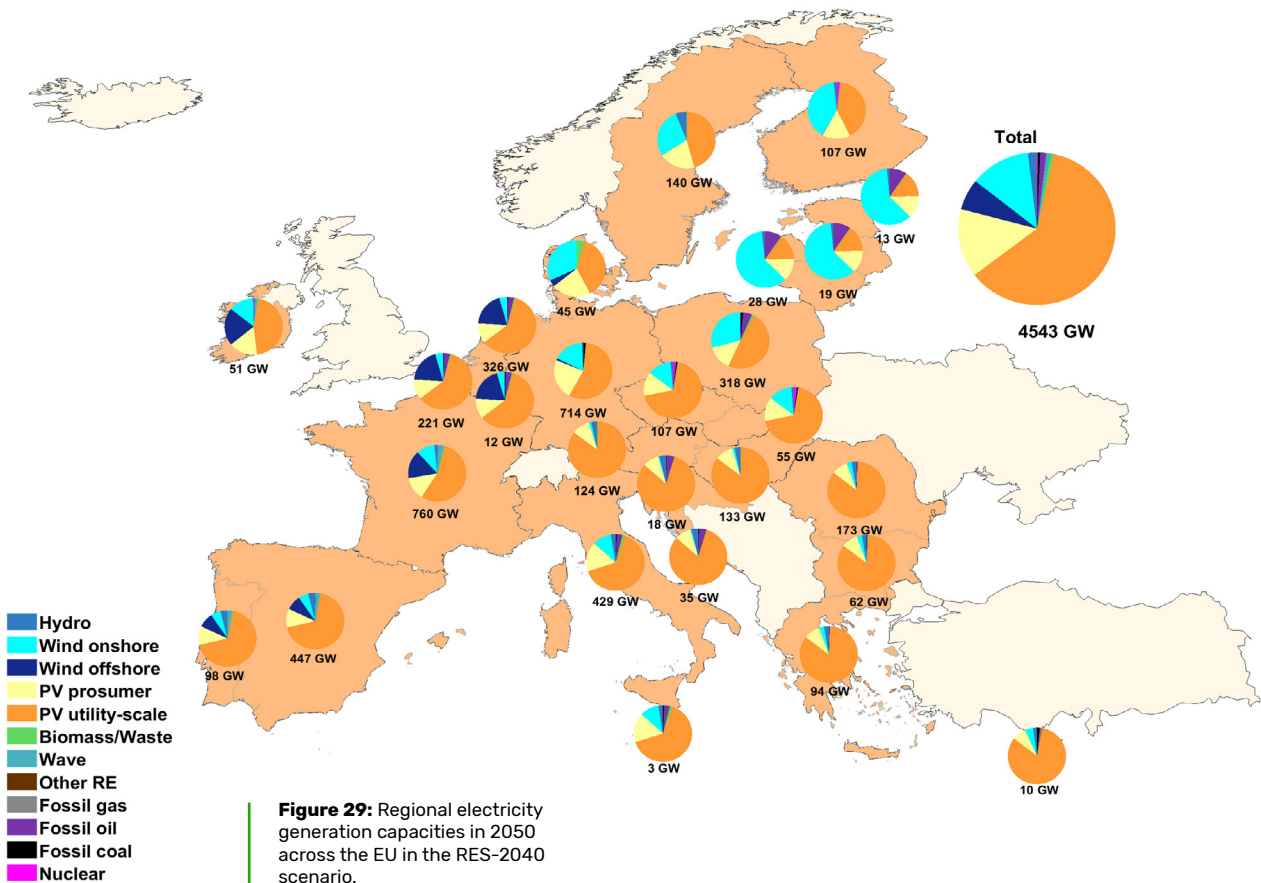 107 GW
Total
140 GW
13 GW
28 GW
19 GW
45 GW
4543 GW
326 GW
51 GW
318 GW
221 GW
12 GW
714 GW
107 GW
55 GW
124 GW
760 GW
18 GW
133 GW
173 GW
429 GW
35 GW
62 GW
98 GW
447 GW
94 GW
3 GW
10 GW
Hydro
Wind onshore
Wind offshore
PV prosumer
PV utility-scale
Biomass/Waste
Wave
Other RE
Fossil gas
Fossil oil
Fossil coal
Nuclear
Figure 29: Regional electricity
generation capacities in 2050
across the EU in the RES-2040
scenario.